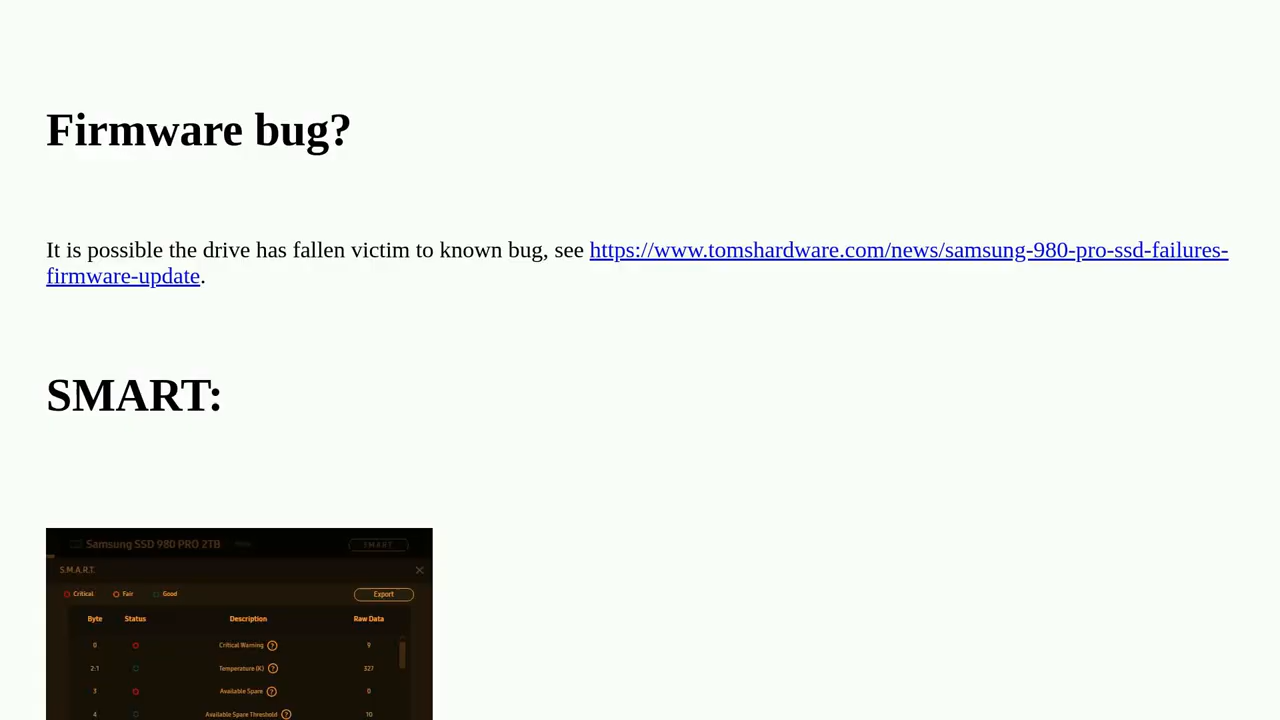 Firmware bug?
It is possible the drive has fallen victim to known bug, see https://www.tomshardware.com/news/samsung-980-pro-ssd-failures-
firmware-update.
SMART:
Samsung SSD 980 PRO 2TB SMART
S.M.A.R.T.
Critical Fair Good Export
Byte Status Description Raw Data
0 Critical Warning ? 9
2:1 Temperature (K) ? 327
3 Available Spare ? 0
4 Available Spare Threshold ? 10